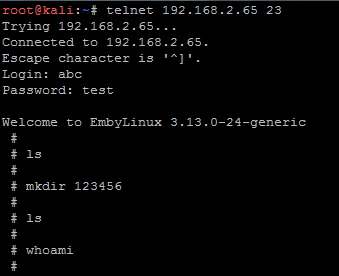 root@kali:~# telnet 192.168.2.65 23
Trying 192.168.2.65...
Connected to 192.168.2.65.
Escape character is '^]'.
Login: abc
Password: test
Welcome to EmbyLinux 3.13.0-24-generic
#
# ls
#
# mkdir 123456
#
# ls
#
# whoami
#